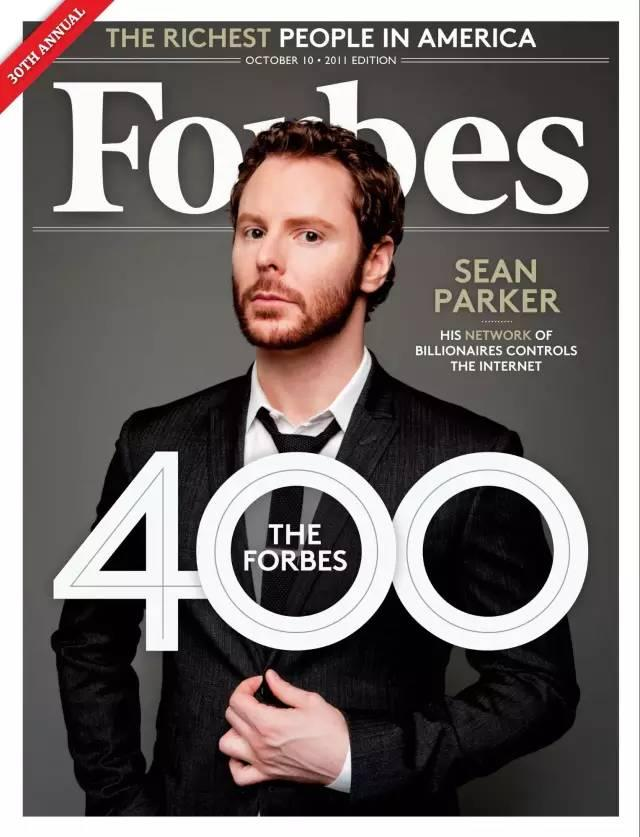 30TH ANNUAL
THE RICHEST PEOPLE IN AMERICA
OCTOBER 10 • 2011 EDITION
Forbes
SEAN
PARKER
HIS NETWORK OF
BILLIONAIRES CONTROLS
THE INTERNET
400
THE
FORBES